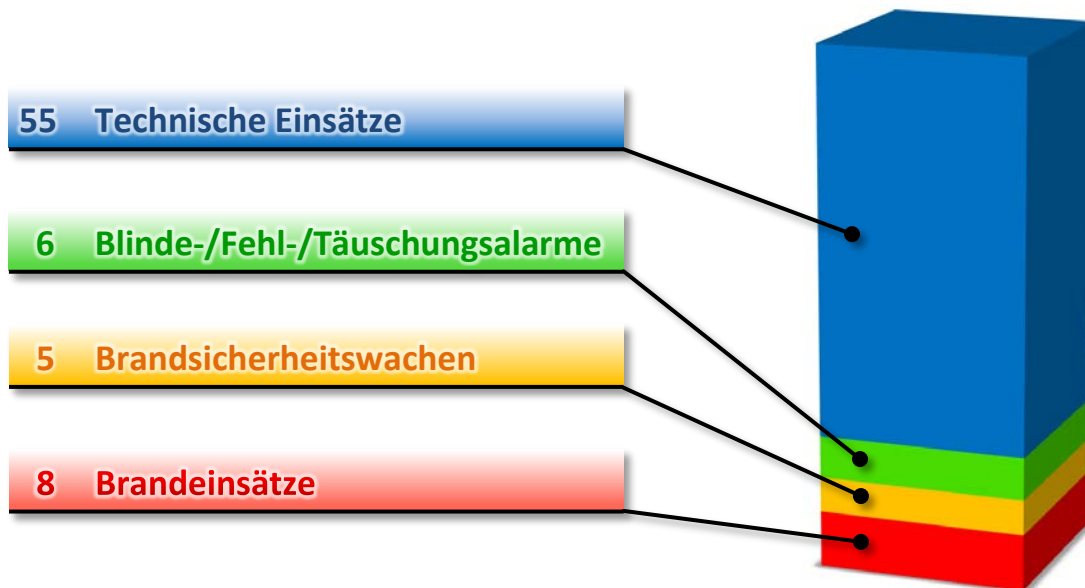 55 Technische Einsätze
6 Blinde-/Fehl-/Täuschungsalarme
5 Brandsicherheitswachen
8 Brandeinsätze